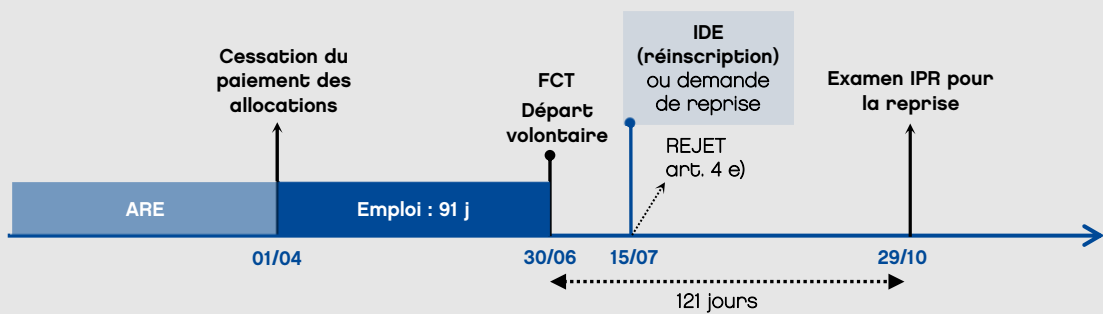 Cessation du
paiement des
allocations
FCT
Départ
volontaire
IDE
(réinscription)
ou demande
de reprise
REJET
art. 4 e)
Examen IPR pour
la reprise
ARE
Emploi : 91 j
01/04
30/06
15/07
29/10
121 jours